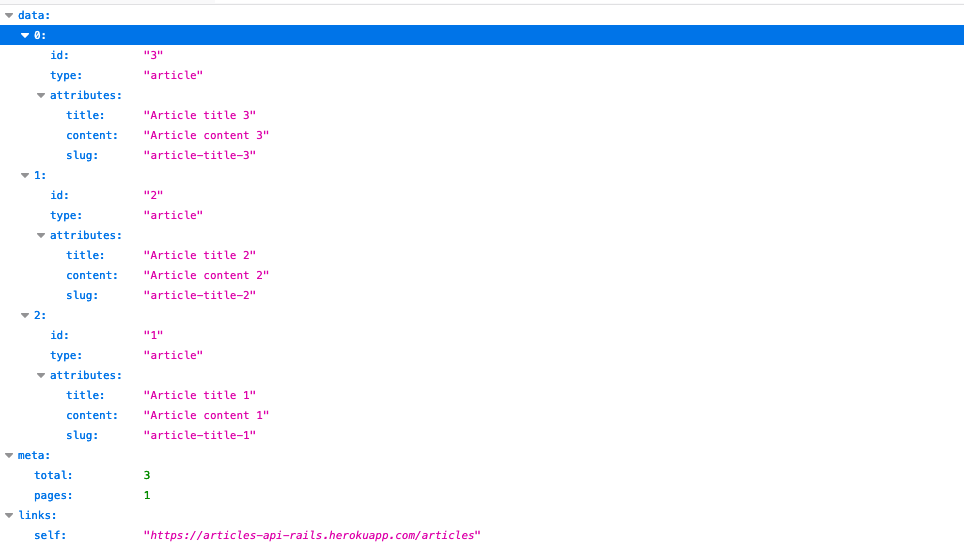 data:
0:
id: "3"
type: "article"
attributes:
title: "Article title 3"
content: "Article content 3"
slug: "article-title-3"
1:
id: "2"
type: "article"
attributes:
title: "Article title 2"
content: "Article content 2"
slug: "article-title-2"
2:
id: "1"
type: "article"
attributes:
title: "Article title 1"
content: "Article content 1"
slug: "article-title-1"
meta:
total: 3
pages: 1
links:
self: "https://articles-api-rails.herokuapp.com/articles"